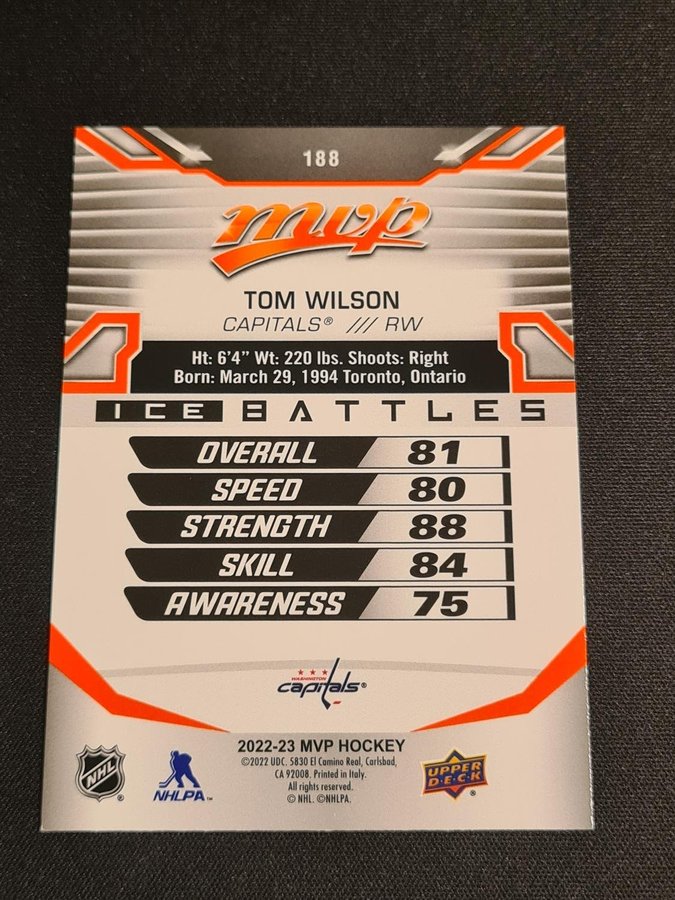 188
mvp
TOM WILSON
CAPITALS® /// RW
Ht: 6'4" Wt: 220 lbs. Shoots: Right
Born: March 29, 1994 Toronto, Ontario
ICE BATTLES
OVERALL 81
SPEED 80
STRENGTH 88
SKILL 84
AWARENESS 75
WASHINGTON
capitals®
2022-23 MVP HOCKEY
©2022 UDC. 5830 El Camino Real, Carlsbad,
CA 92008. Printed in Italy.
All rights reserved.
© NHL. ©NHLPA.
NHL ®
NHLPA™
UPPER
DECK ®